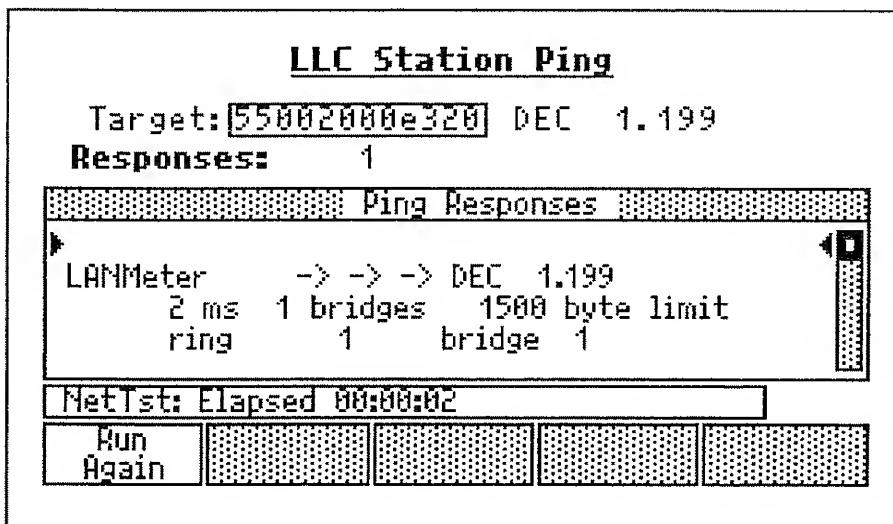 LLC Station Ping
Target: 55002000e320 DEC 1.199
Responses: 1
Ping Responses
LANMeter -> -> -> DEC 1.199
2 ms 1 bridges 1500 byte limit
ring 1 bridge 1
NetTst: Elapsed 00:00:02
Run
Again